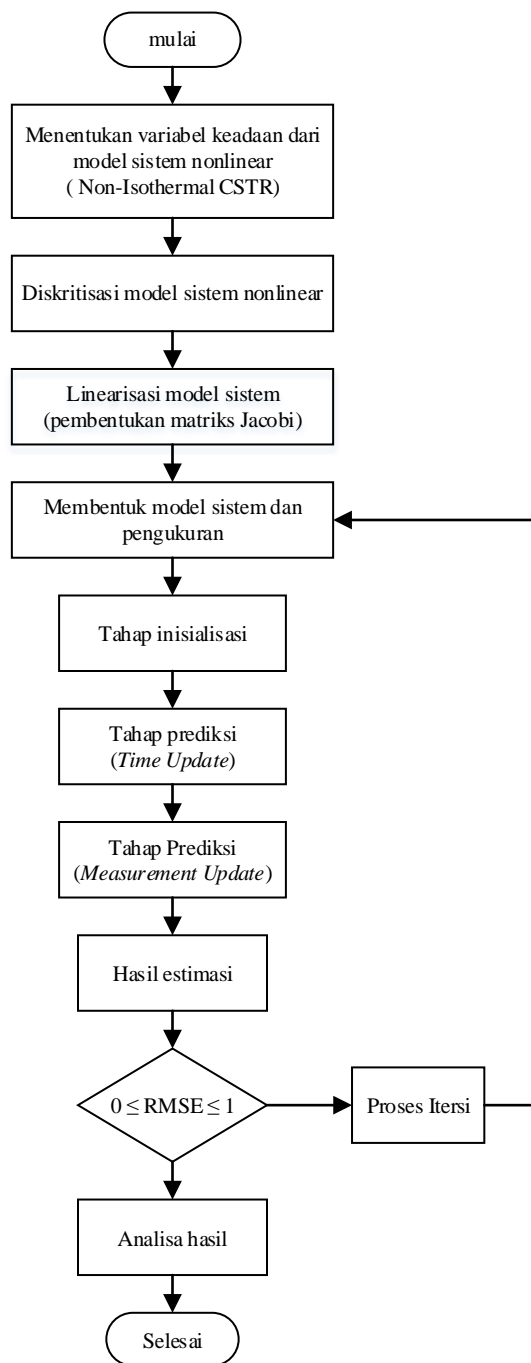 mulai
Menentukan variabel keadaan dari
model sistem nonlinear
( Non-Isothermal CSTR)
Diskritisasi model sistem nonlinear
Linearisasi model sistem
(pembentukan matriks Jacobi)
Membentuk model sistem dan
pengukuran
Tahap inisialisasi
Tahap prediksi
(Time Update)
Tahap Prediksi
(Measurement Update)
Hasil estimasi
0 ≤ RMSE ≤ 1
Proses Itersi
Analisa hasil
Selesai